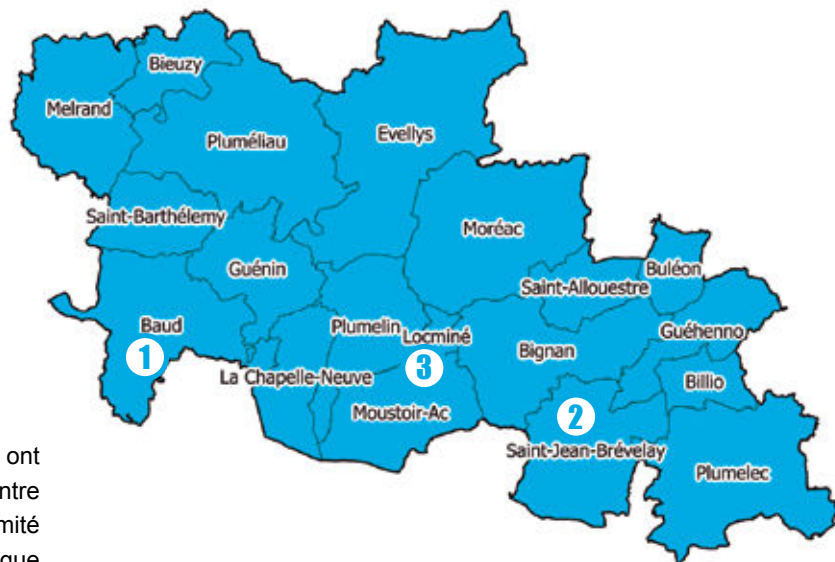 Bieuzy
Melrand
Pluméliau
Evellys
Saint-Barthélemy
Moréac
Guénin
Buléon
Saint-Allouestre
Baud
Plumelin
Locminé
Guéhenno
Bignan
1
3
La Chapelle-Neuve
Billio
Moustoir-Ac
2
Saint-Jean-Brévelay
Plumelec
ont
ntre
mité
que